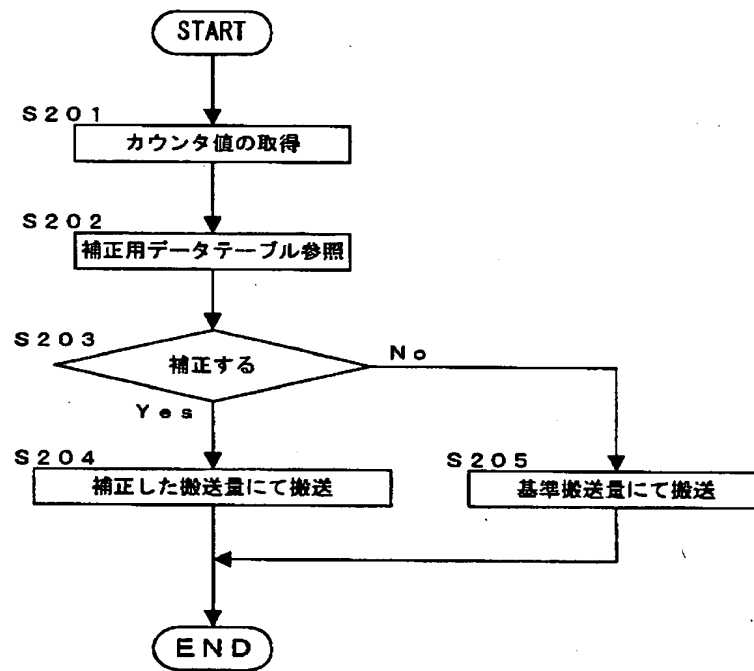 START
S201
カウンタ値の取得
S202
補正用データテーブル参照
S203
補正する
No
Yes
S204
補正した搬送量にて搬送
S205
基準搬送量にて搬送
END